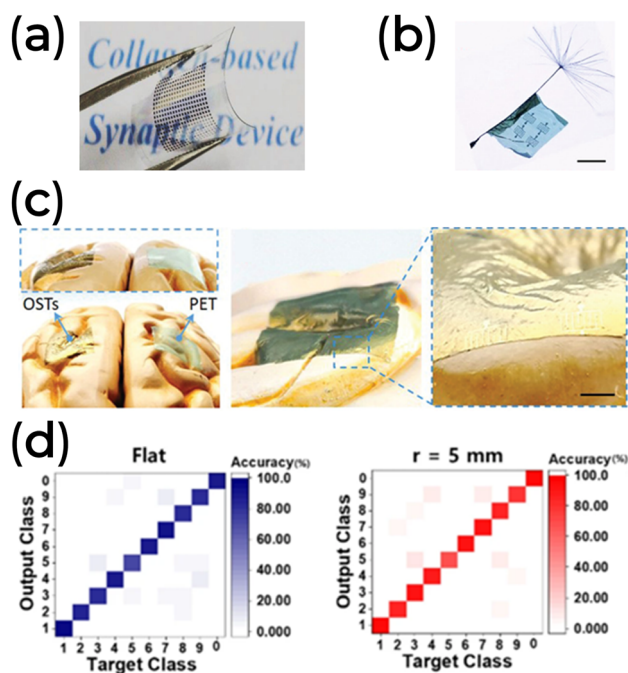 (a)
Collagen-based
Synaptic Device
(b)
(c)
OSTs
PET
(d)
Flat
Accuracy(%)
Output Class
0
9
8
7
6
5
4
3
2
1
100.0
80.00
60.00
40.00
20.00
0.000
1 2 3 4 5 6 7 8 9 0
Target Class
r = 5 mm
Accuracy(%)
Output Class
0
9
8
7
6
5
4
3
2
1
100.0
80.00
60.00
40.00
20.00
0.000
1 2 3 4 5 6 7 8 9 0
Target Class